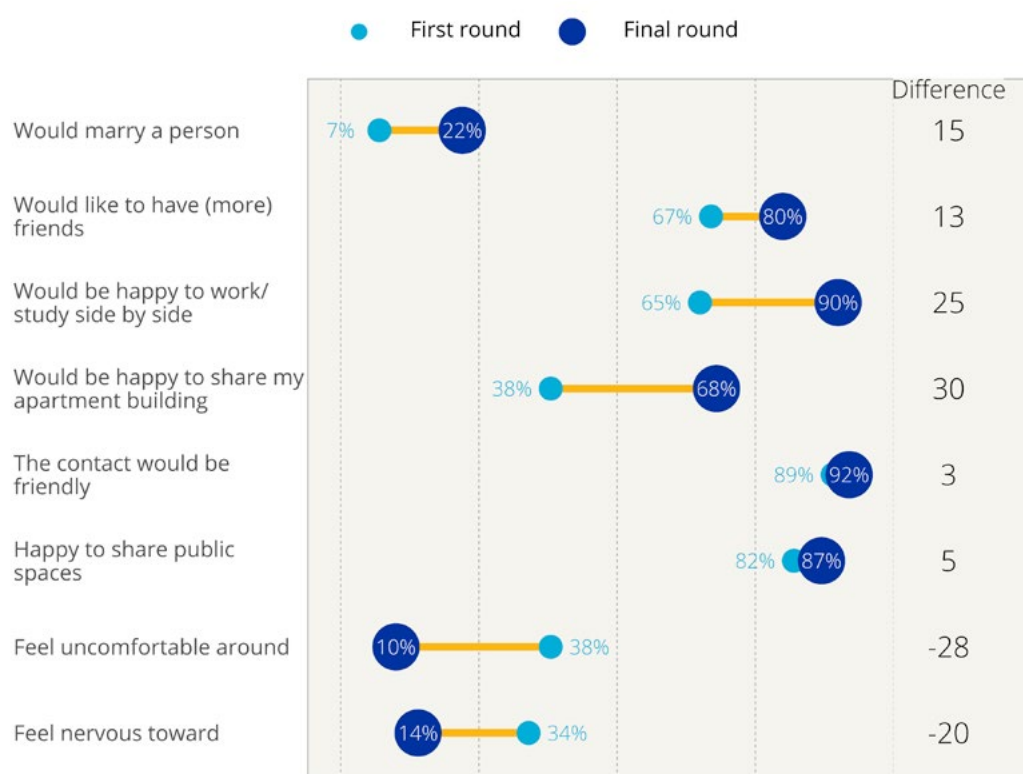 First round Final round
Difference
Would marry a person 7% 22% 15
Would like to have (more)
friends 67% 80% 13
Would be happy to work/
study side by side 65% 90% 25
Would be happy to share my
apartment building 38% 68% 30
The contact would be
friendly 89% 92% 3
Happy to share public
spaces 82% 87% 5
Feel uncomfortable around 10% 38% -28
Feel nervous toward 14% 34% -20